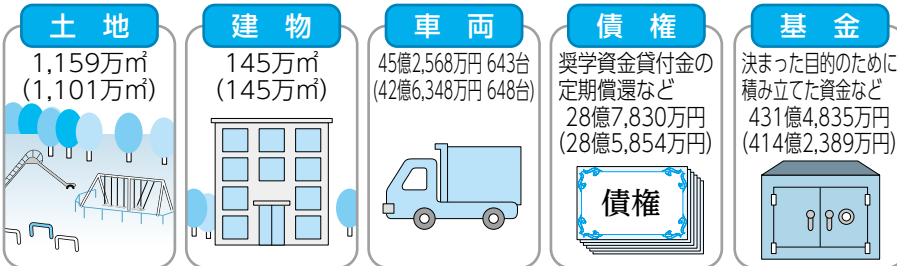 土地
1,159万㎡
(1,101万㎡)
建物
145万㎡
(145万㎡)
車両
45億2,568万円 643台
(42億6,348万円 648台)
債権
奨学資金貸付金の
定期償還など
28億7,830万円
(28億5,854万円)
債権
基金
決まった目的のために
積み立てた資金など
431億4,835万円
(414億2,389万円)